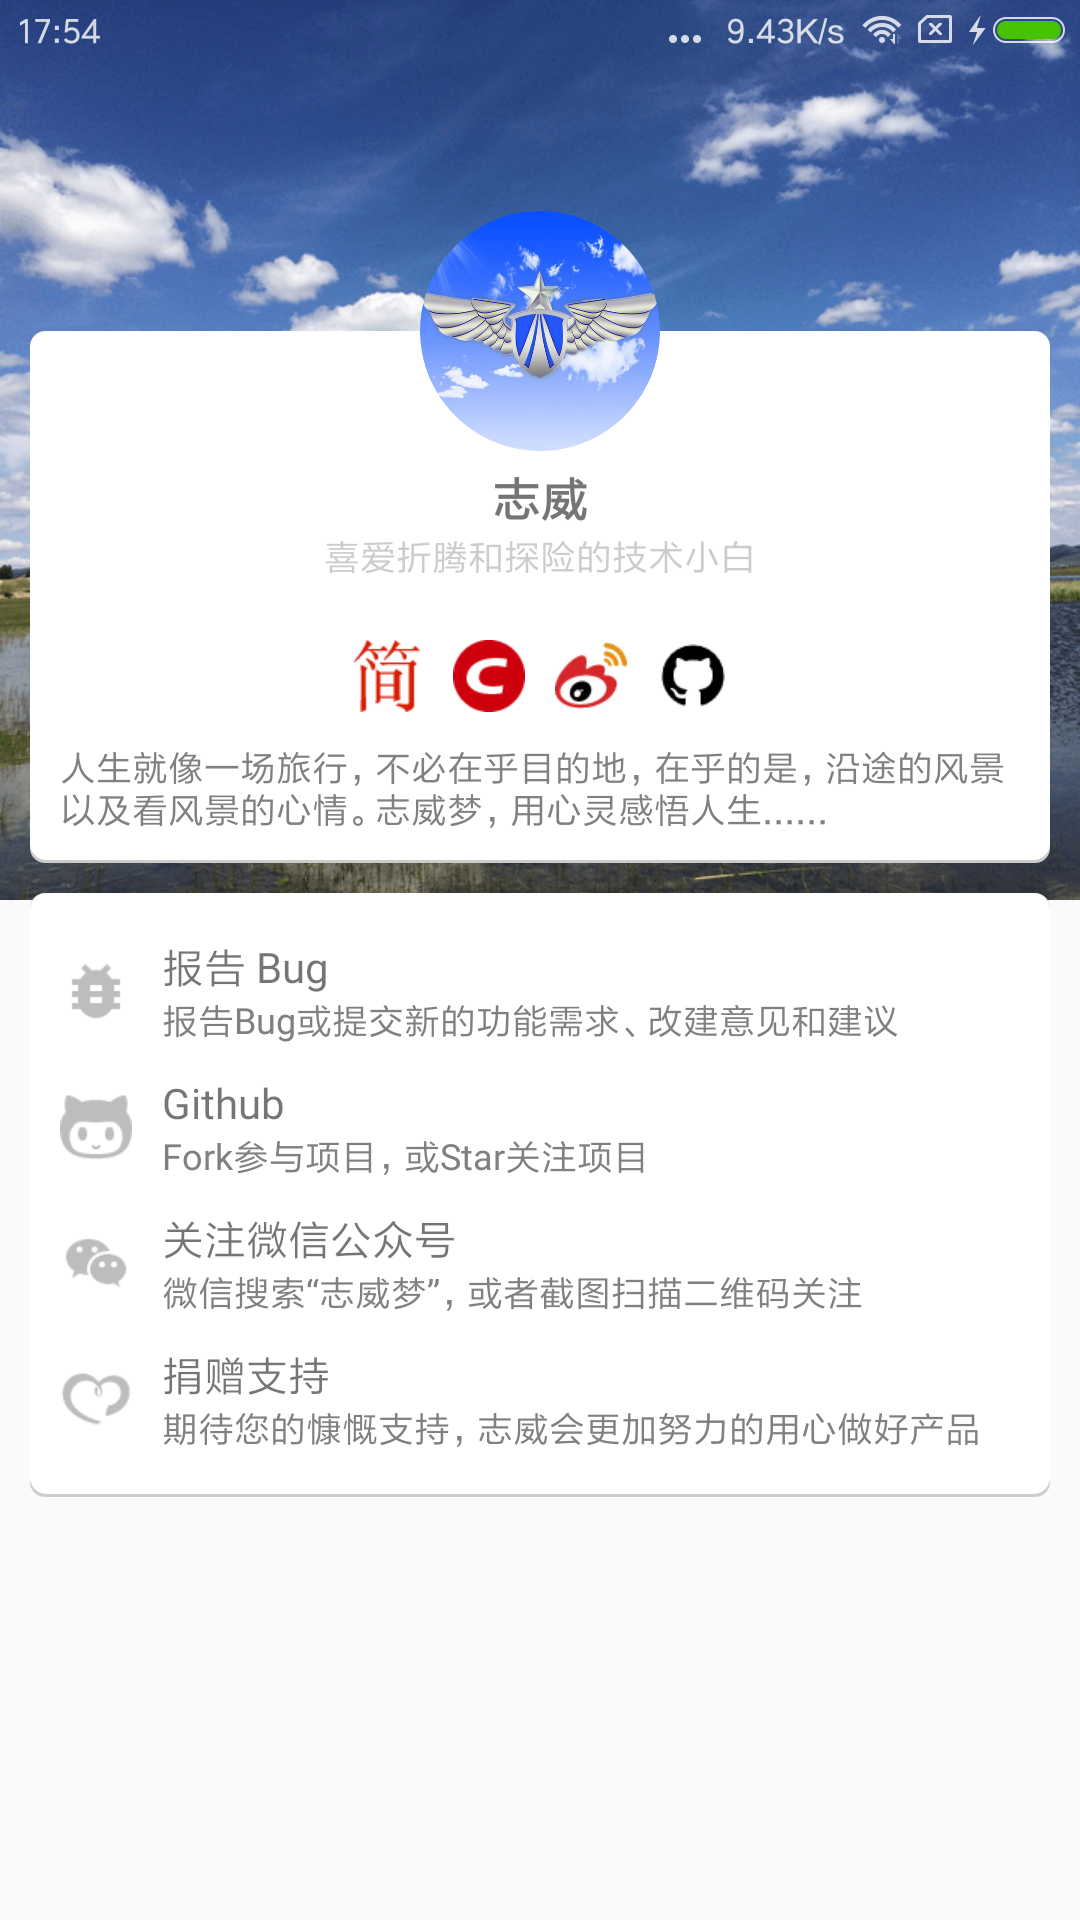 17:54
... 9.43K/s
志威
喜爱折腾和探险的技术小白
简 C
人生就像一场旅行，不必在乎目的地，在乎的是，沿途的风景
以及看风景的心情。志威梦，用心灵感悟人生......
报告 Bug
报告Bug或提交新的功能需求、改建意见和建议
Github
Fork参与项目，或Star关注项目
关注微信公众号
微信搜索“志威梦”，或者截图扫描二维码关注
捐赠支持
期待您的慷慨支持，志威会更加努力的用心做好产品